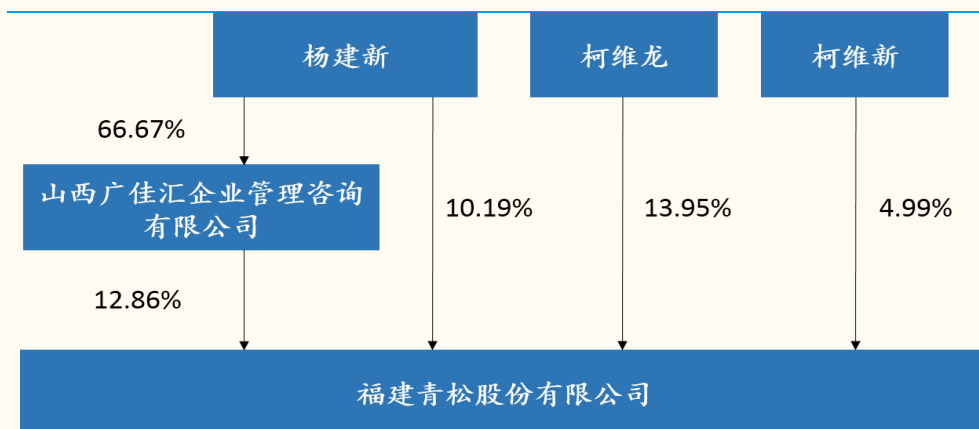 杨建新
柯维龙
柯维新
66.67%
山西广佳汇企业管理咨询
有限公司
10.19%
13.95%
4.99%
12.86%
福建青松股份有限公司